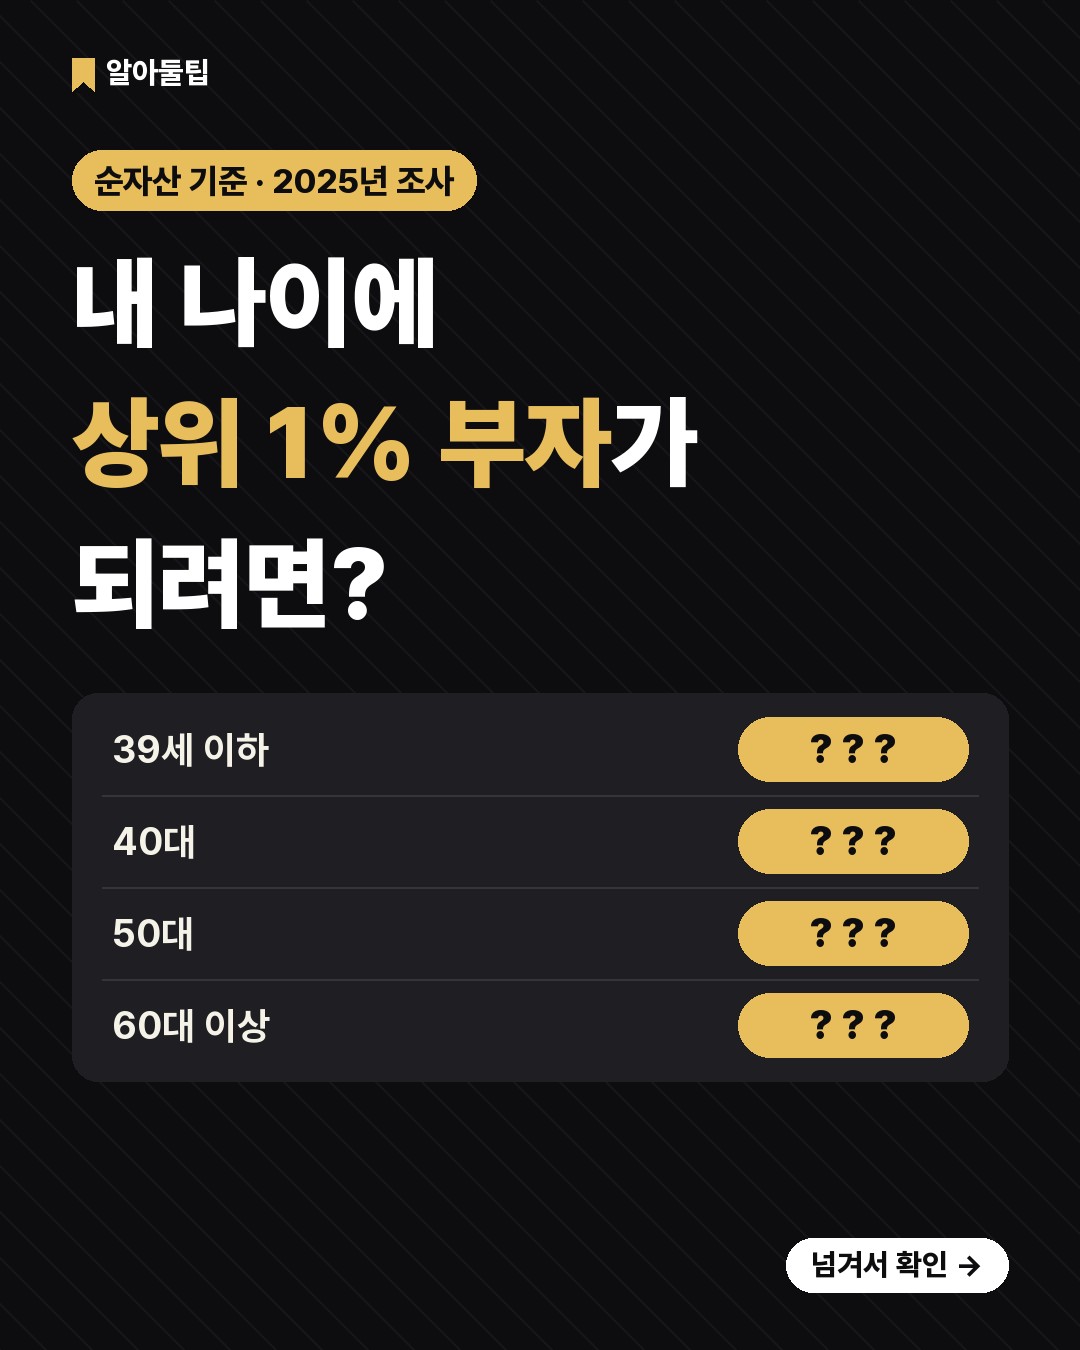 알아둘팁
순자산 기준 · 2025년 조사
내 나이에
상위 1% 부자가
되려면?
39세 이하 ? ? ?
40대 ? ? ?
50대 ? ? ?
60대 이상 ? ? ?
넘겨서 확인 →